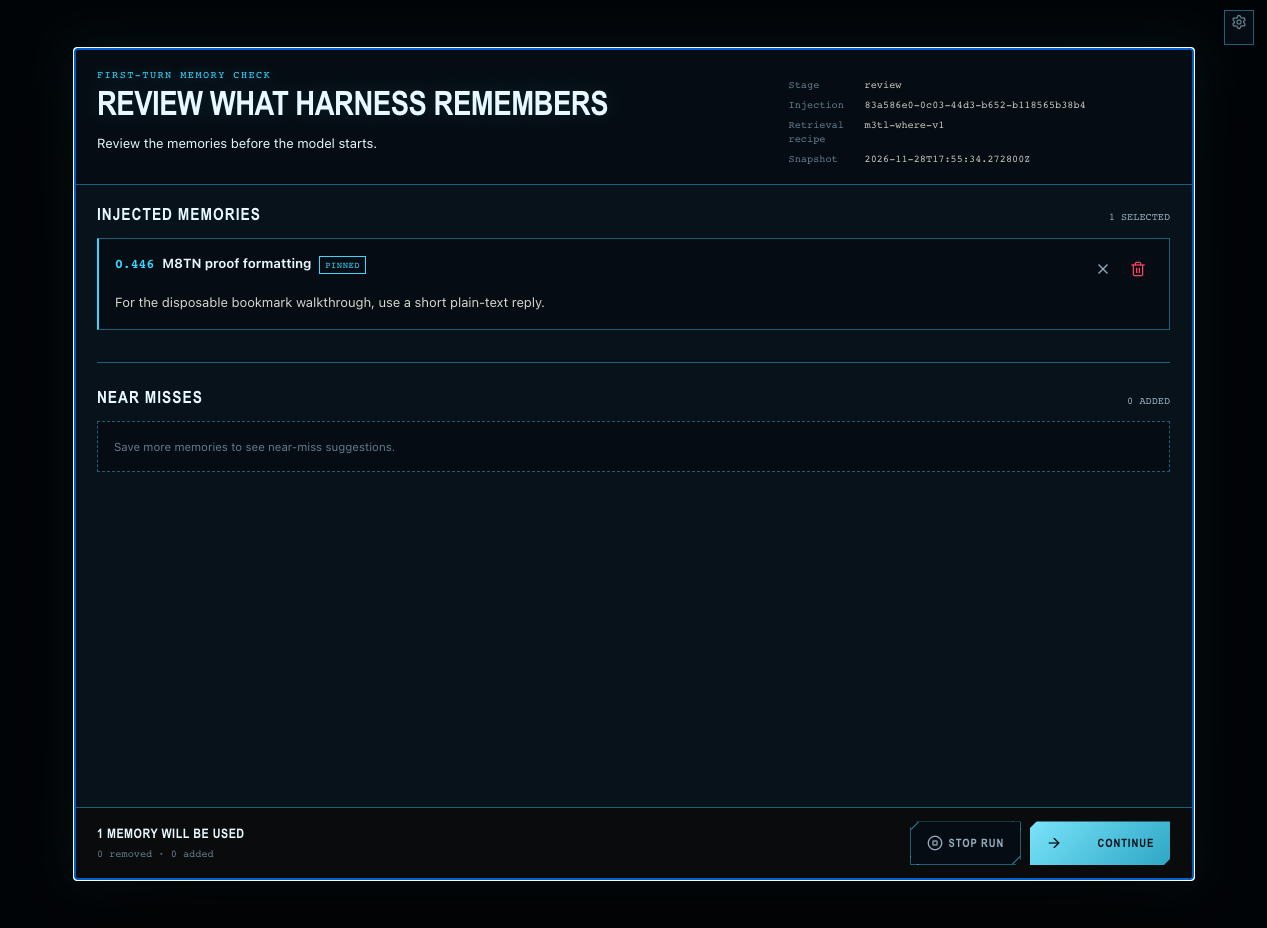 FIRST-TURN MEMORY CHECK
REVIEW WHAT HARNESS REMEMBERS
Review the memories before the model starts.
Stage review
Injection 83a586e0-0c03-44d3-b652-b118565b38b4
Retrieval recipe m3tl-where-v1
Snapshot 2026-11-28T17:55:34.272800Z
INJECTED MEMORIES
1 SELECTED
0.446 M8TN proof formatting PINNED
For the disposable bookmark walkthrough, use a short plain-text reply.
NEAR MISSES
0 ADDED
Save more memories to see near-miss suggestions.
1 MEMORY WILL BE USED
0 removed · 0 added
STOP RUN
CONTINUE